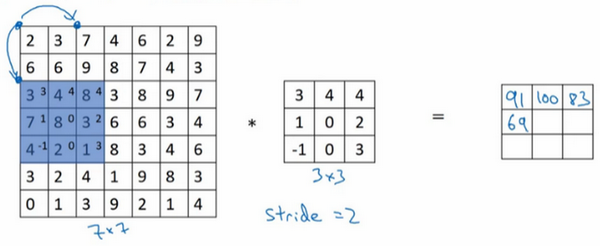 2 3 7 4 6 2 9
6 6 9 8 7 4 3
3 3 4 4 8 4 3 8 9 7
7 1 8 0 3 2 6 6 3 4
4 -1 2 0 1 3 8 3 4 6
3 2 4 1 9 8 3
0 1 3 9 2 1 4
7×7
*
3 4 4
1 0 2
-1 0 3
3×3
stride = 2
=
91 100 83
69